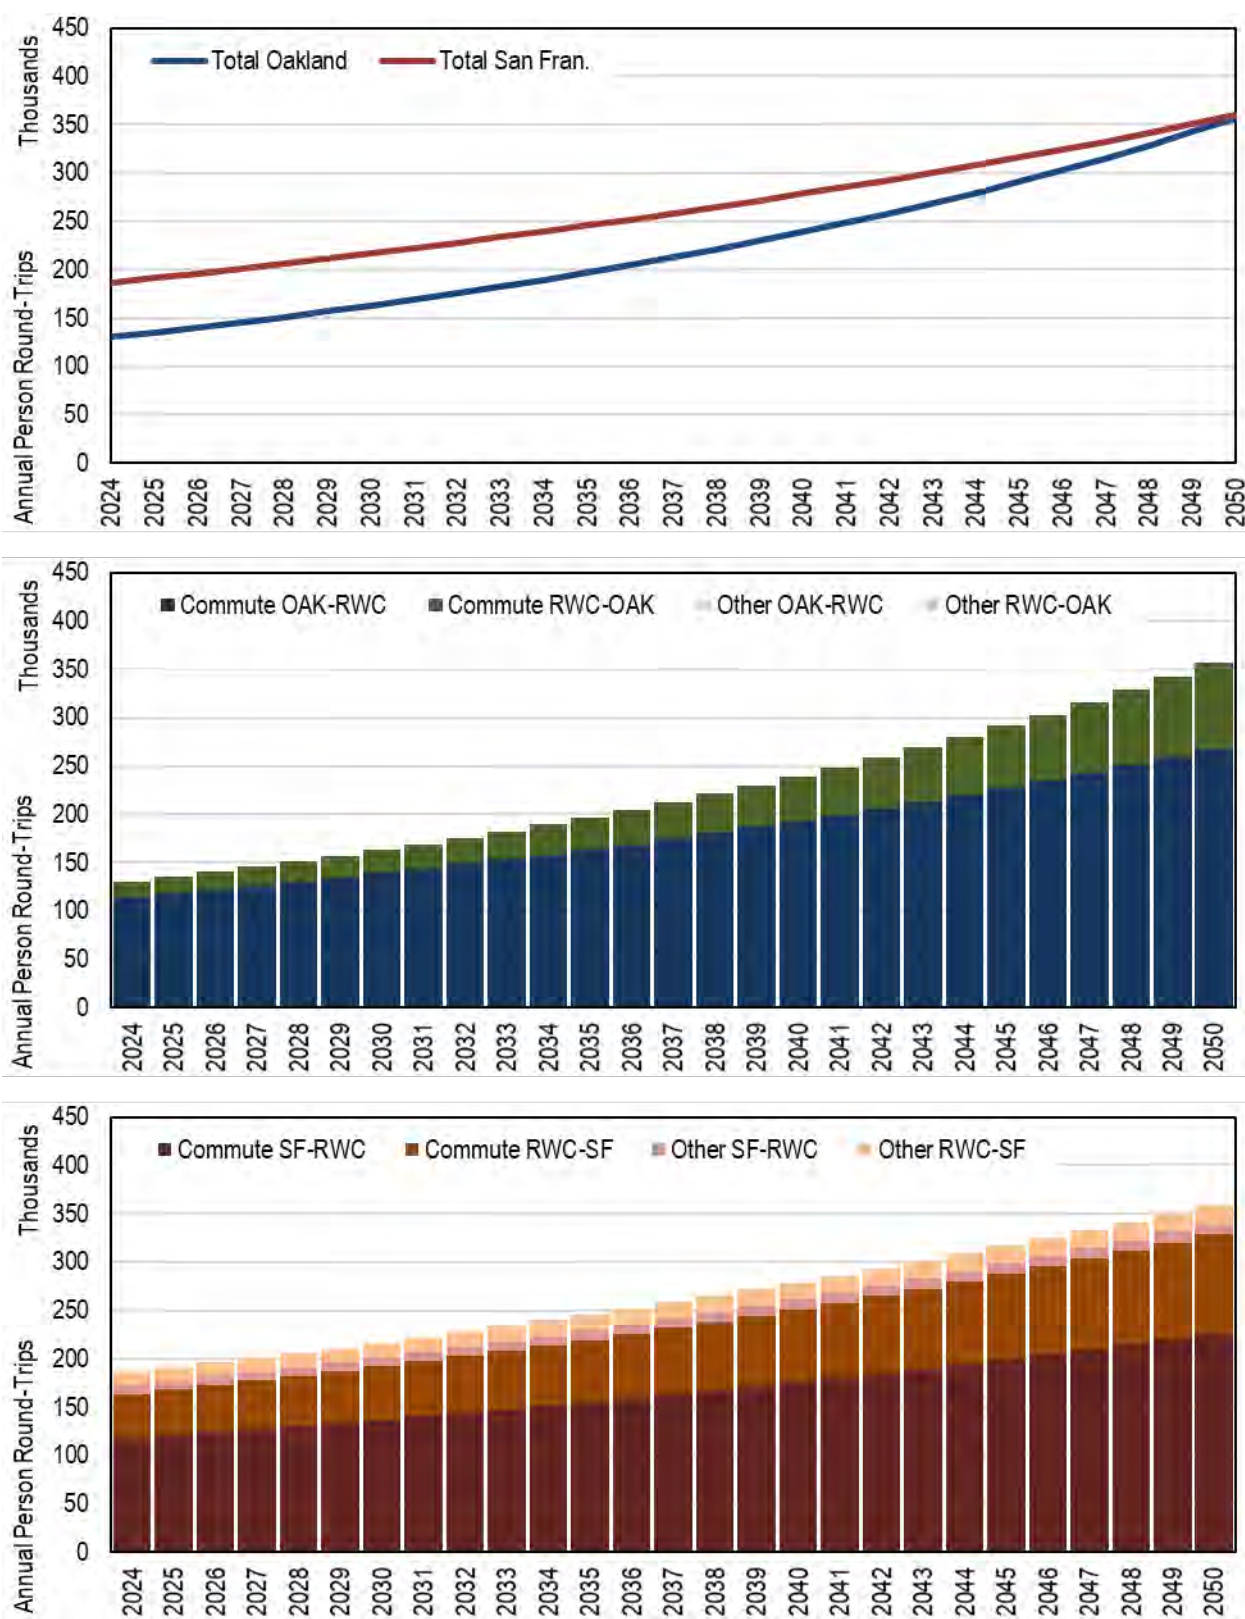 450
400
350
300
250
200
150
100
50
0
Thousands
Annual Person Round-Trips
Total Oakland Total San Fran.
2024 2025 2026 2027 2028 2029 2030 2031 2032 2033 2034 2035 2036 2037 2038 2039 2040 2041 2042 2043 2044 2045 2046 2047 2048 2049 2050
450
400
350
300
250
200
150
100
50
0
Thousands
Annual Person Round-Trips
Commute OAK-RWC Commute RWC-OAK Other OAK-RWC Other RWC-OAK
2024 2025 2026 2027 2028 2029 2030 2031 2032 2033 2034 2035 2036 2037 2038 2039 2040 2041 2042 2043 2044 2045 2046 2047 2048 2049 2050
450
400
350
300
250
200
150
100
50
0
Thousands
Annual Person Round-Trips
Commute SF-RWC Commute RWC-SF Other SF-RWC Other RWC-SF
2024 2025 2026 2027 2028 2029 2030 2031 2032 2033 2034 2035 2036 2037 2038 2039 2040 2041 2042 2043 2044 2045 2046 2047 2048 2049 2050